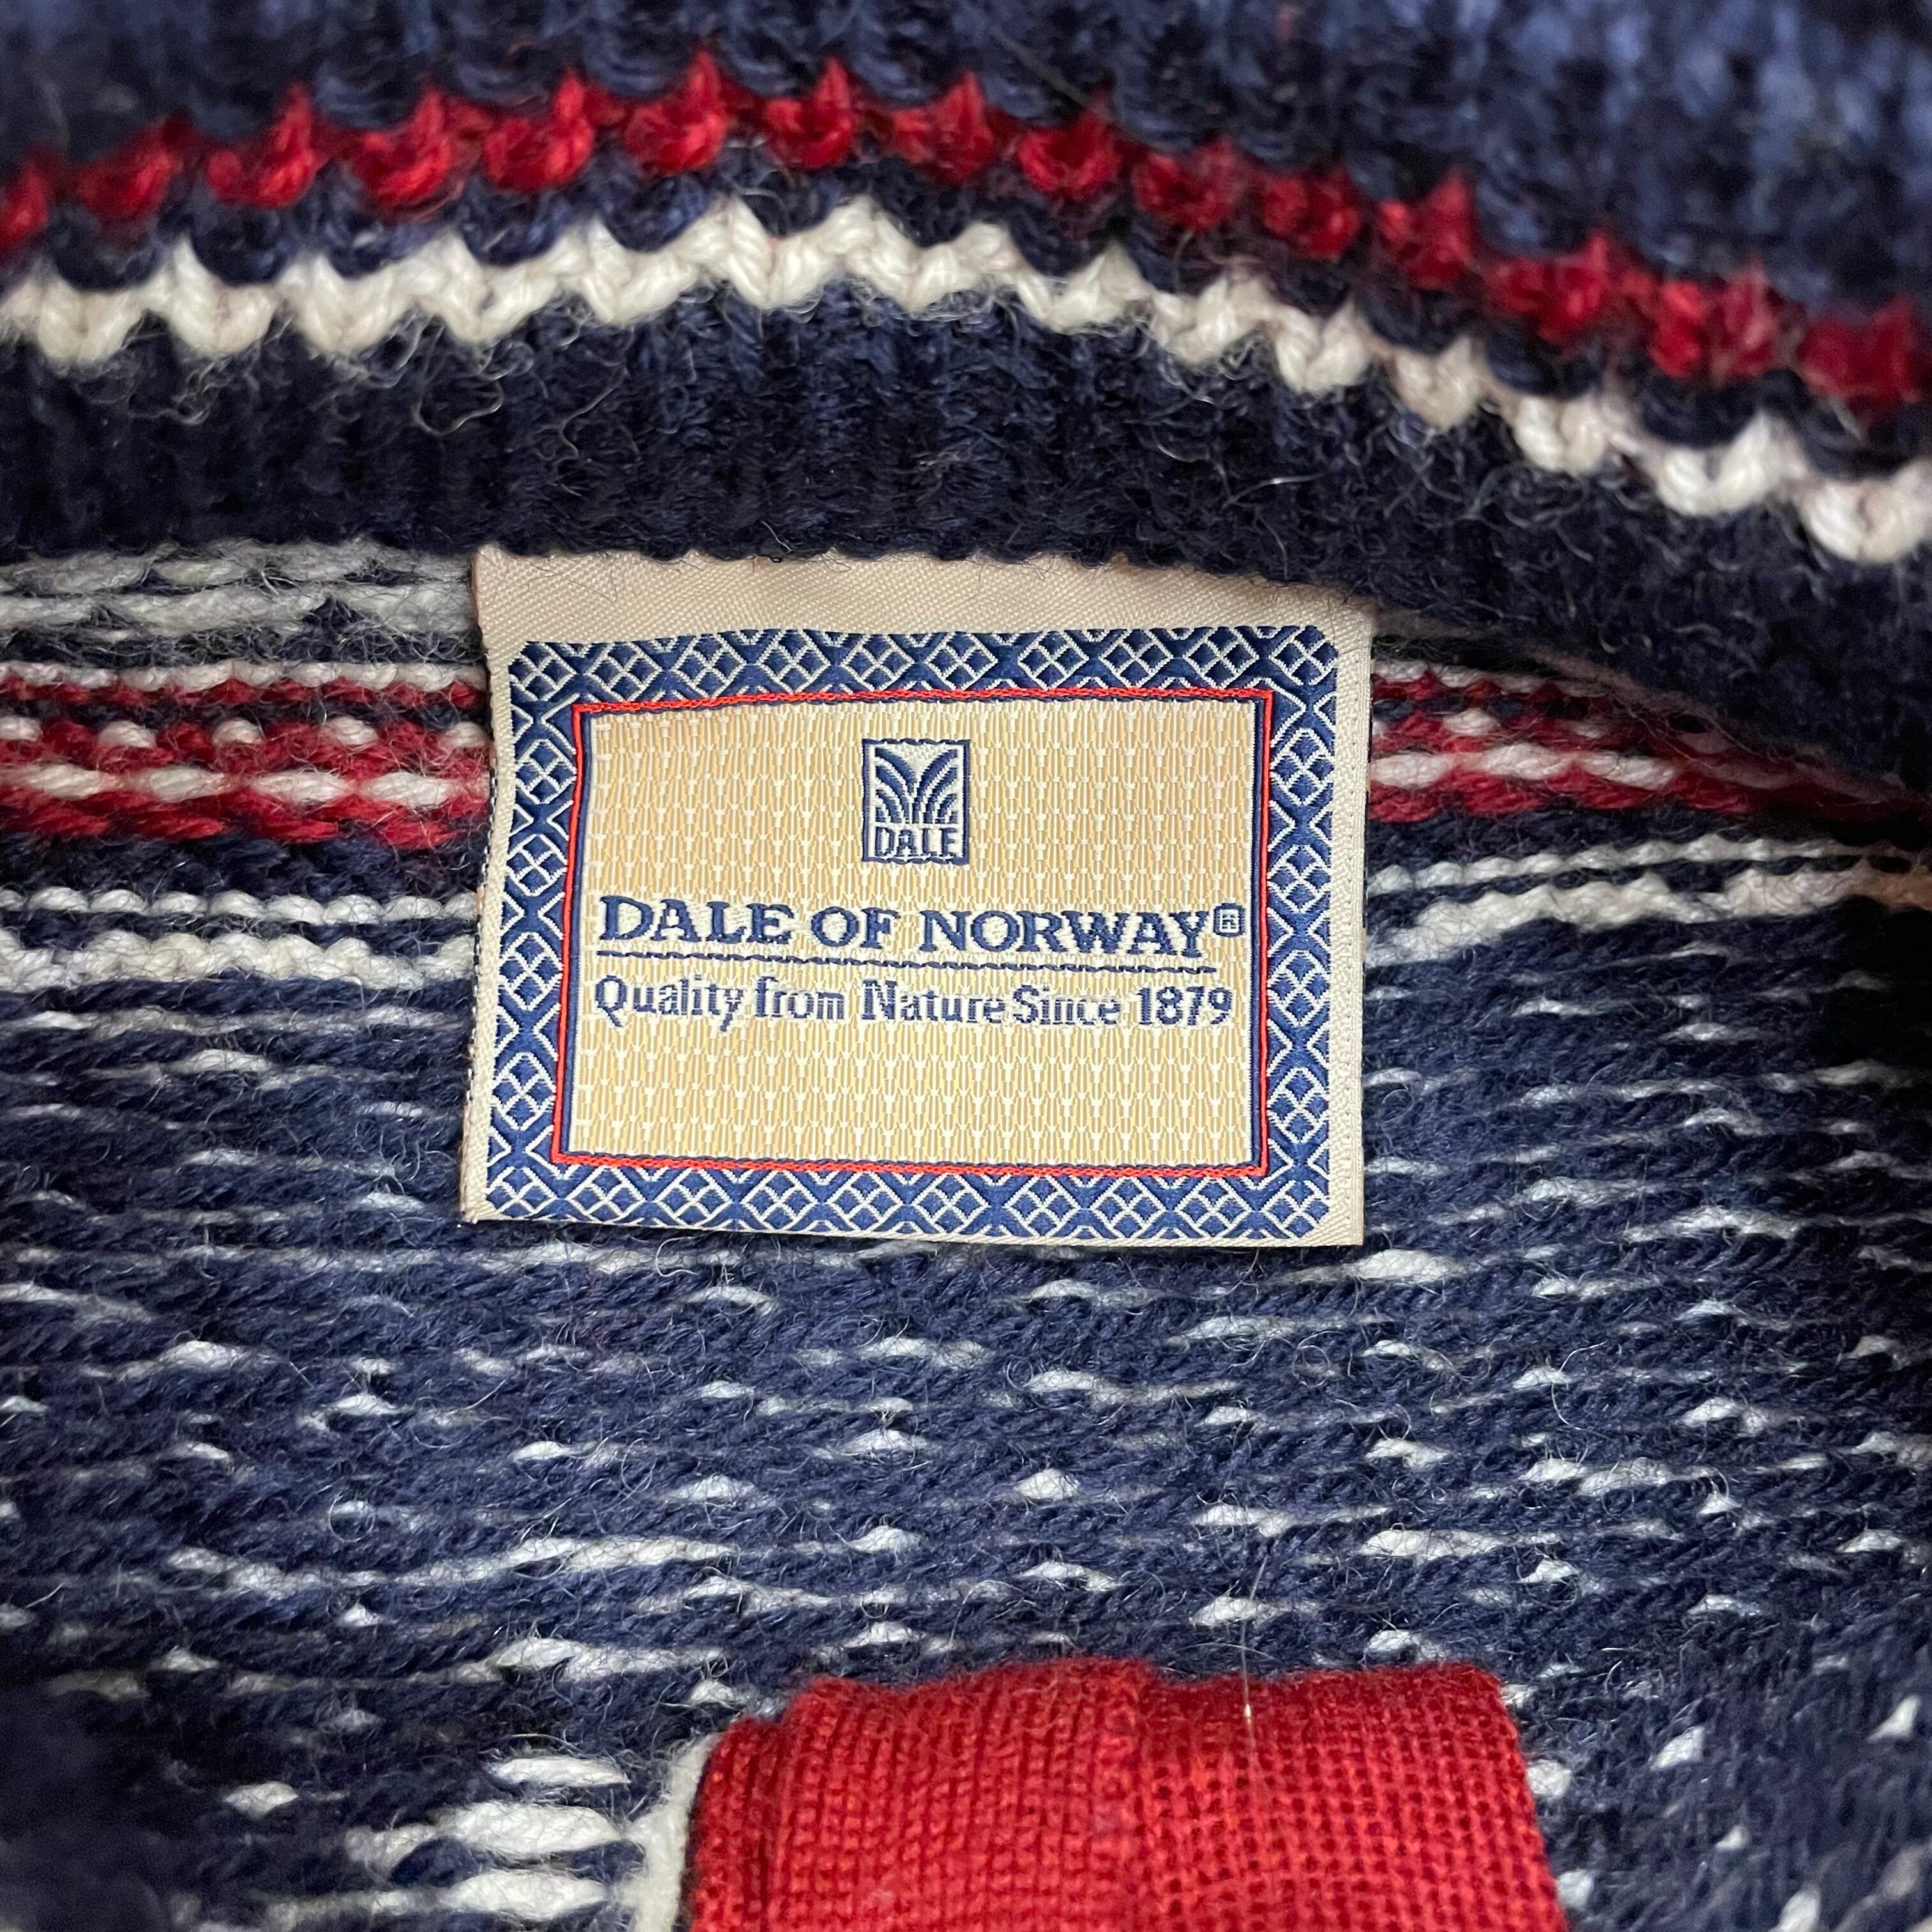 DALE
DALE OF NORWAY®
Quality from Nature Since 1879